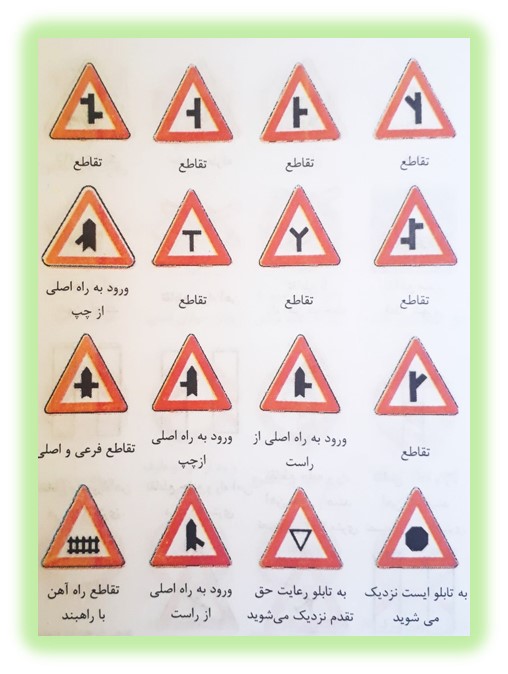 تقاطع
تقاطع
تقاطع
تقاطع
تقاطع
تقاطع
تقاطع
ورود به راه اصلی
از چپ
تقاطع
ورود به راه اصلی از
راست
ورود به راه اصلی
ازچپ
تقاطع فرعی و اصلی
به تابلو ایست نزدیک
می شوید
به تابلو رعایت حق
تقدم نزدیک می‌شوید
ورود به راه اصلی
از راست
تقاطع راه آهن
با راهبند